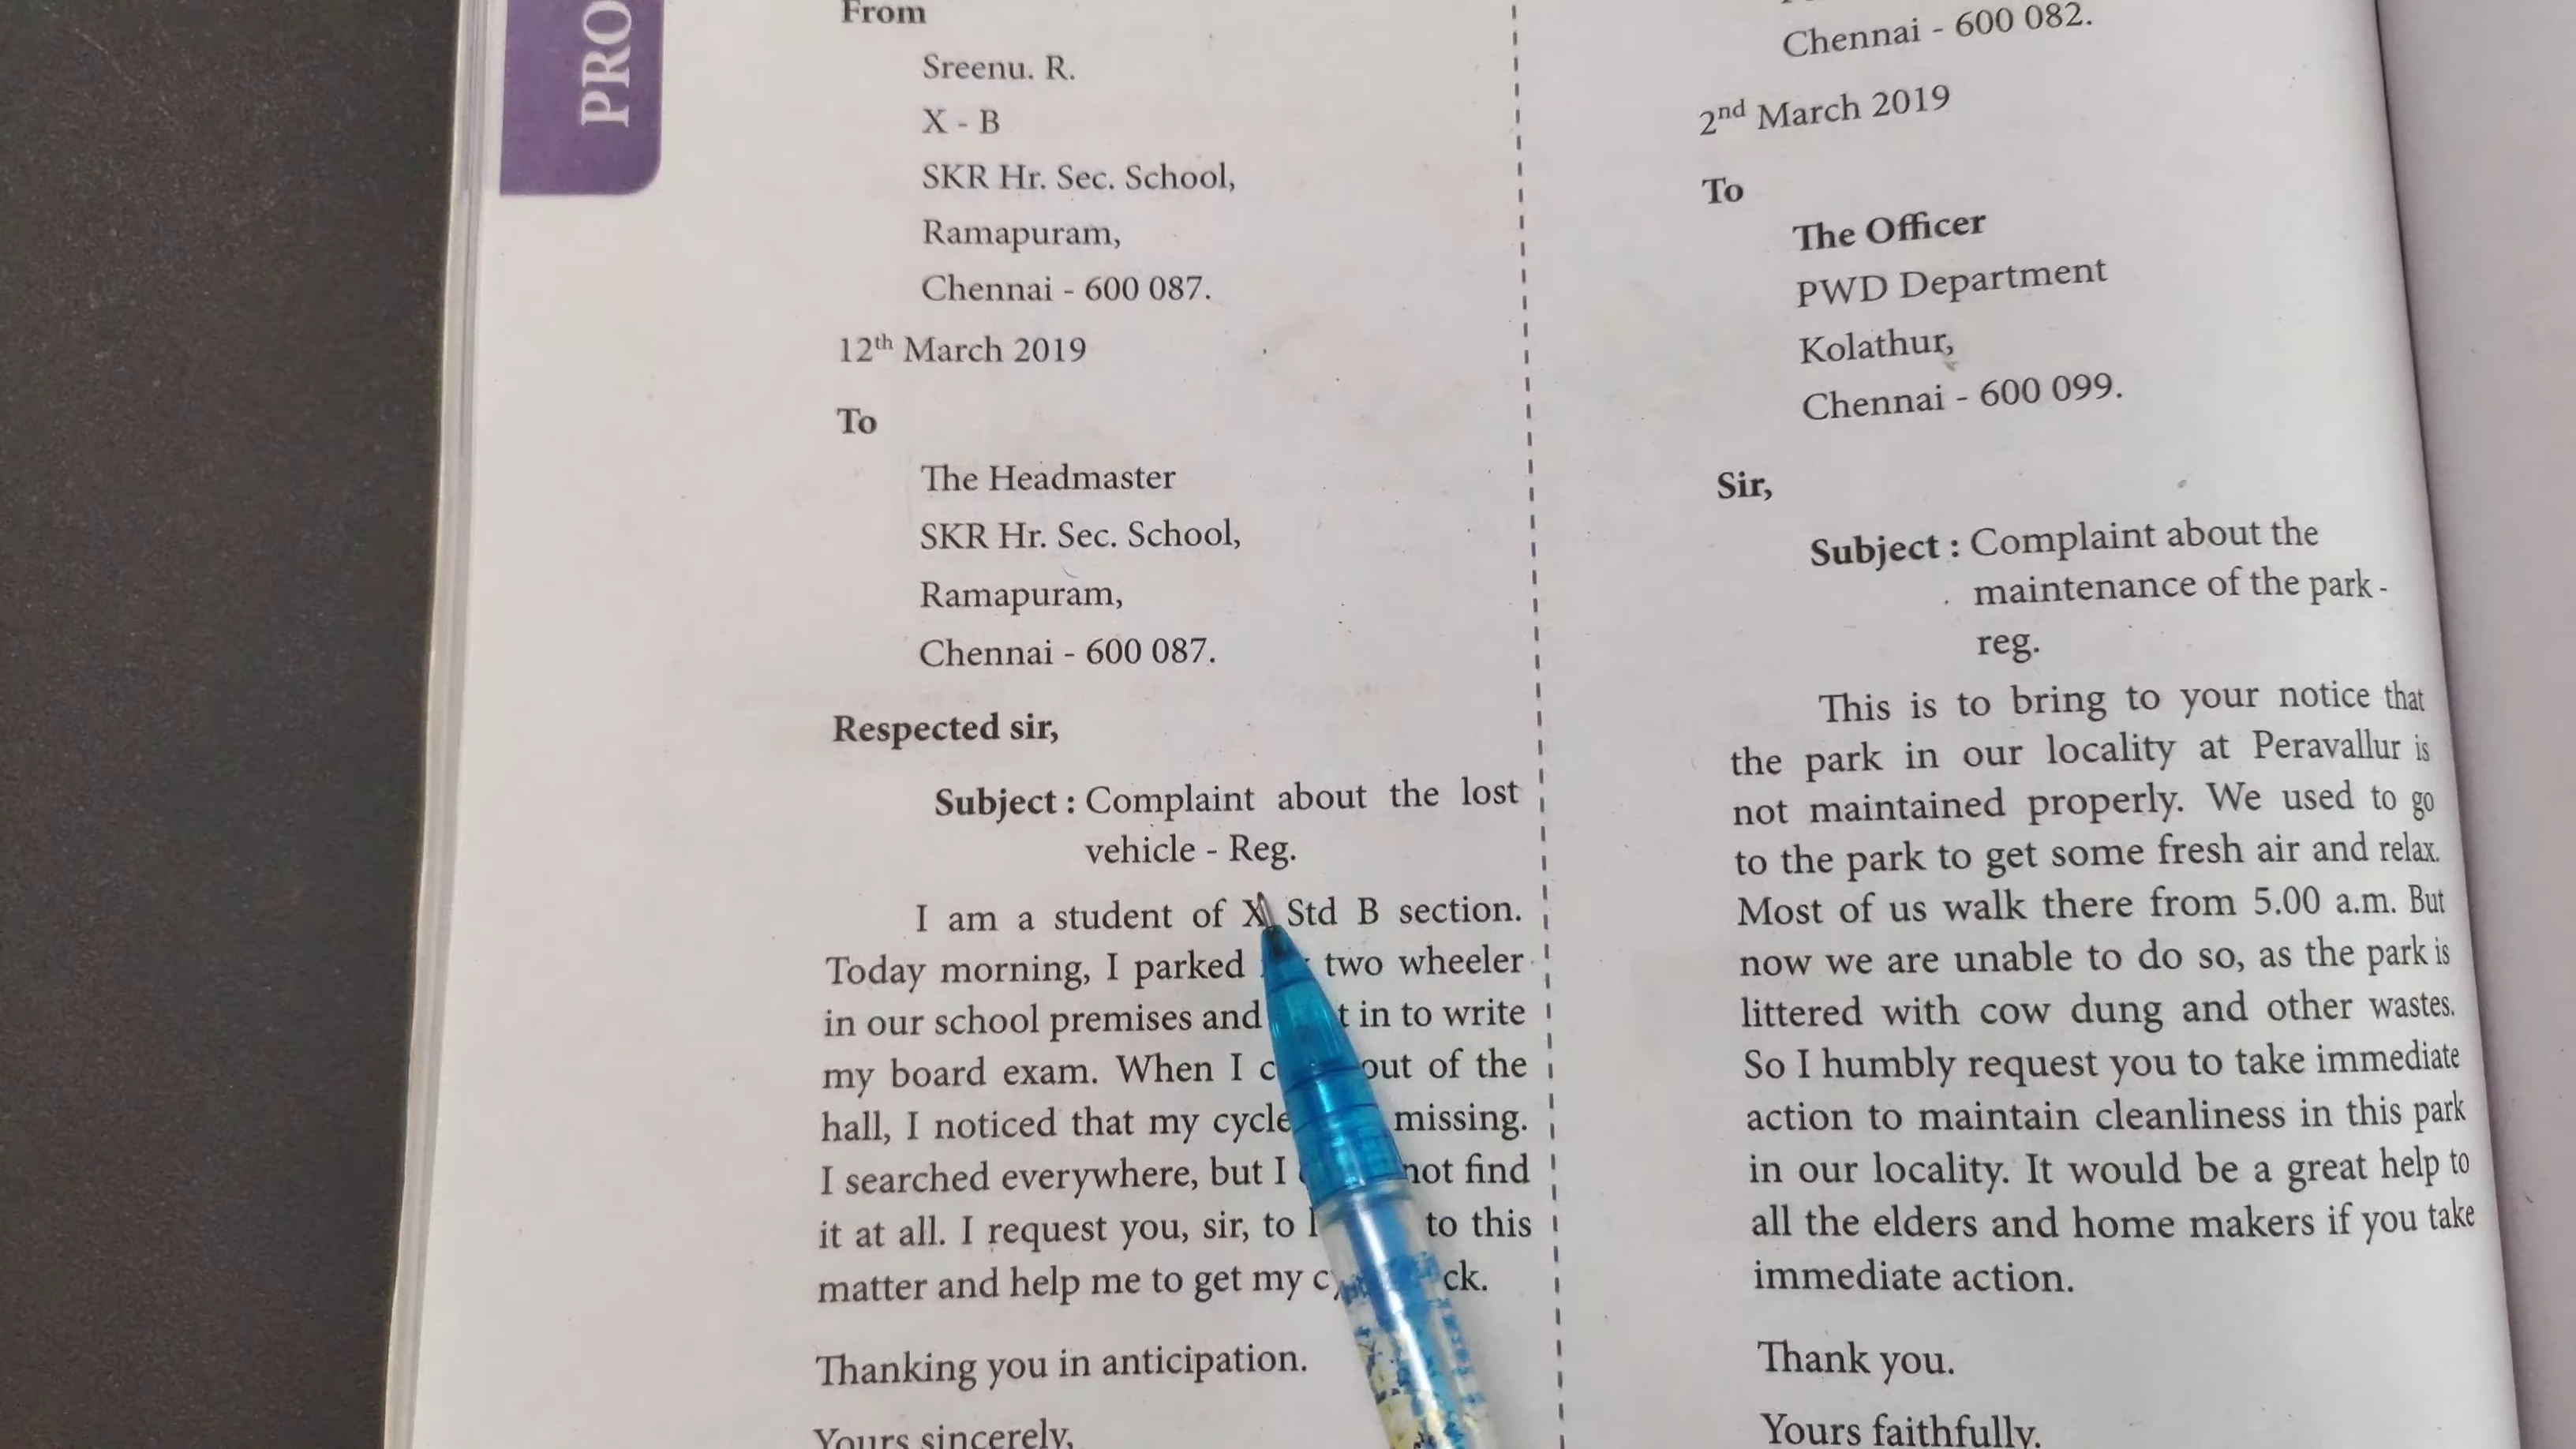 PRO
From
Sreenu. R.
X - B
SKR Hr. Sec. School,
Ramapuram,
Chennai - 600 087.
12th March 2019
To
The Headmaster
SKR Hr. Sec. School,
Ramapuram,
Chennai - 600 087.
Respected sir,
Subject : Complaint about the lost
vehicle - Reg.
I am a student of X Std B section.
Today morning, I parked two wheeler
in our school premises and in to write
my board exam. When I out of the
hall, I noticed that my cycle missing.
I searched everywhere, but I not find
it at all. I request you, sir, to to this
matter and help me to get my
Thanking you in anticipation.
Yours sincerely,
Chennai - 600 082.
2nd March 2019
To
The Officer
PWD Department
Kolathur,
Chennai - 600 099.
Sir,
Subject : Complaint about the
maintenance of the park -
reg.
This is to bring to your notice that
the park in our locality at Peravallur is
not maintained properly. We used to go
to the park to get some fresh air and relax.
Most of us walk there from 5.00 a.m. But
now we are unable to do so, as the park is
littered with cow dung and other wastes.
So I humbly request you to take immediate
action to maintain cleanliness in this park
in our locality. It would be a great help to
all the elders and home makers if you take
immediate action.
Thank you.
Yours faithfully.